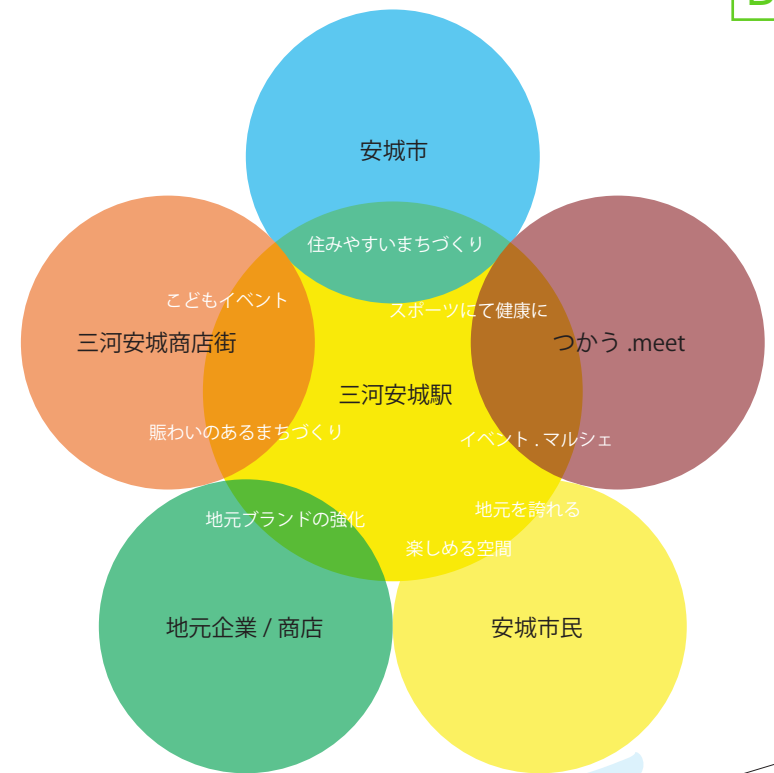 安城市
住みやすいまちづくり
こどもイベント
スポーツにて健康に
三河安城商店街
つかう .meet
三河安城駅
賑わいのあるまちづくり
イベント . マルシェ
地元ブランドの強化
地元を誇れる
楽しめる空間
地元企業 / 商店
安城市民